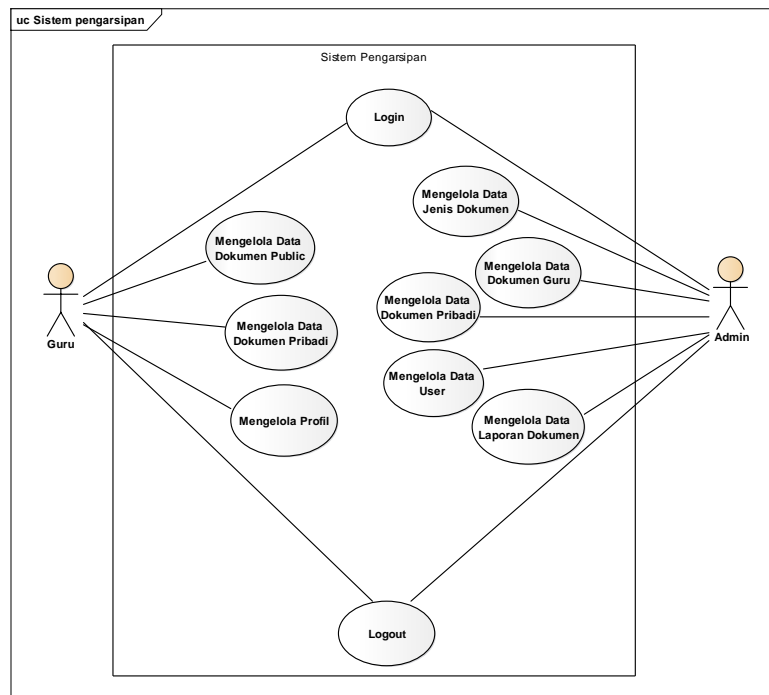 uc Sistem pengarsipan
Sistem Pengarsipan
Login
Mengelola Data
Jenis Dokumen
Mengelola Data
Dokumen Public
Mengelola Data
Dokumen Guru
Mengelola Data
Dokumen Pribadi
Mengelola Data
Dokumen Pribadi
Guru
Admin
Mengelola Data
User
Mengelola Profil
Mengelola Data
Laporan Dokumen
Logout